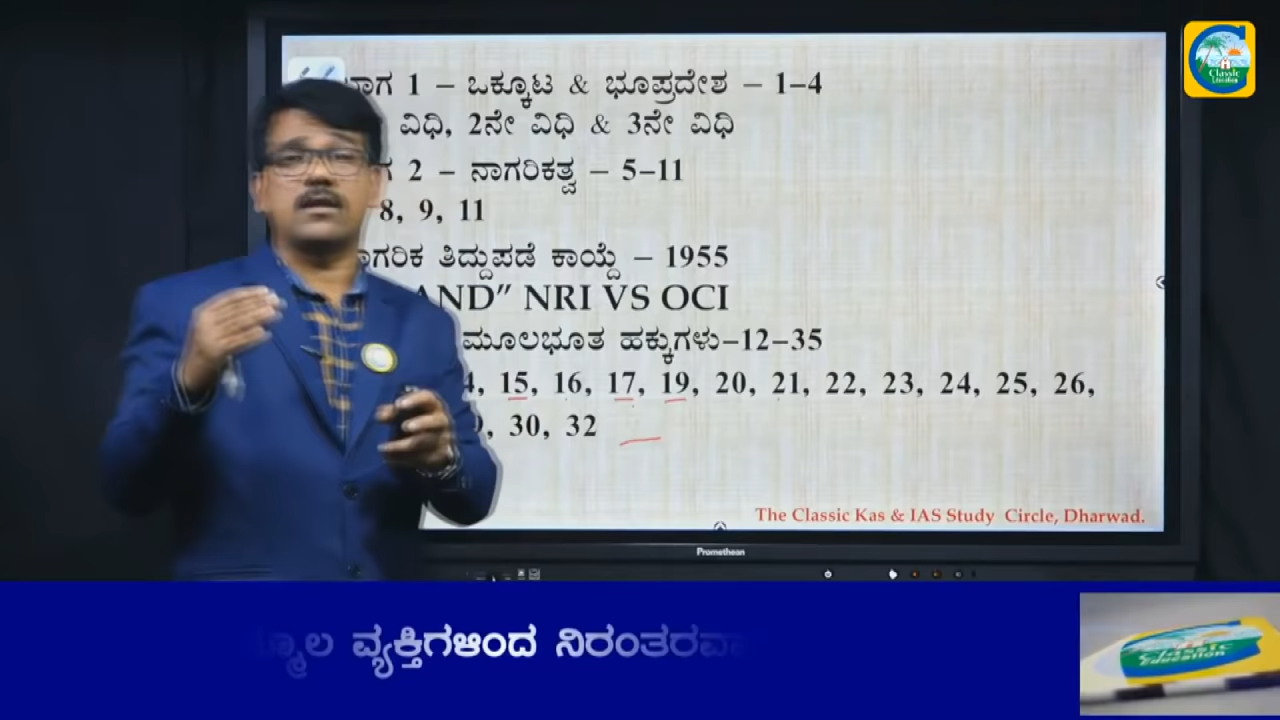 ಭಾಗ 1 – ಒಕ್ಕೂಟ & ಭೂಪ್ರದೇಶ – 1–4
ವಿಧಿ, 2ನೇ ವಿಧಿ & 3ನೇ ವಿಧಿ
2 – ನಾಗರಿಕತ್ವ – 5–11
8, 9, 11
ನಾಗರಿಕ ತಿದ್ದುಪಡೆ ಕಾಯ್ದೆ – 1955
AND” NRI VS OCI
ಮೂಲಭೂತ ಹಕ್ಕುಗಳು–12–35
4, 15, 16, 17, 19, 20, 21, 22, 23, 24, 25, 26,
30, 32
The Classic Kas & IAS Study Circle, Dharwad.
Promethean
Classic
Education
ವ್ಯಕ್ತಿಗಳಿಂದ
Classic
Education